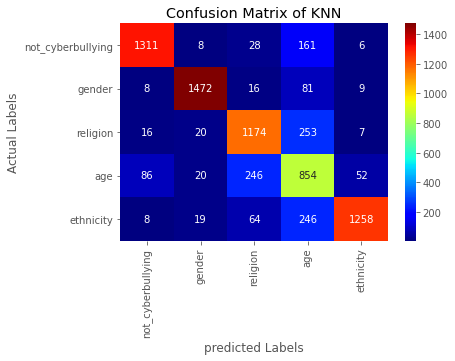 Confusion Matrix of KNN
Actual Labels
not_cyberbullying 1311 8 28 161 6
gender 8 1472 16 81 9
religion 16 20 1174 253 7
age 86 20 246 854 52
ethnicity 8 19 64 246 1258
not_cyberbullying gender religion age ethnicity
predicted Labels
1400
1200
1000
800
600
400
200